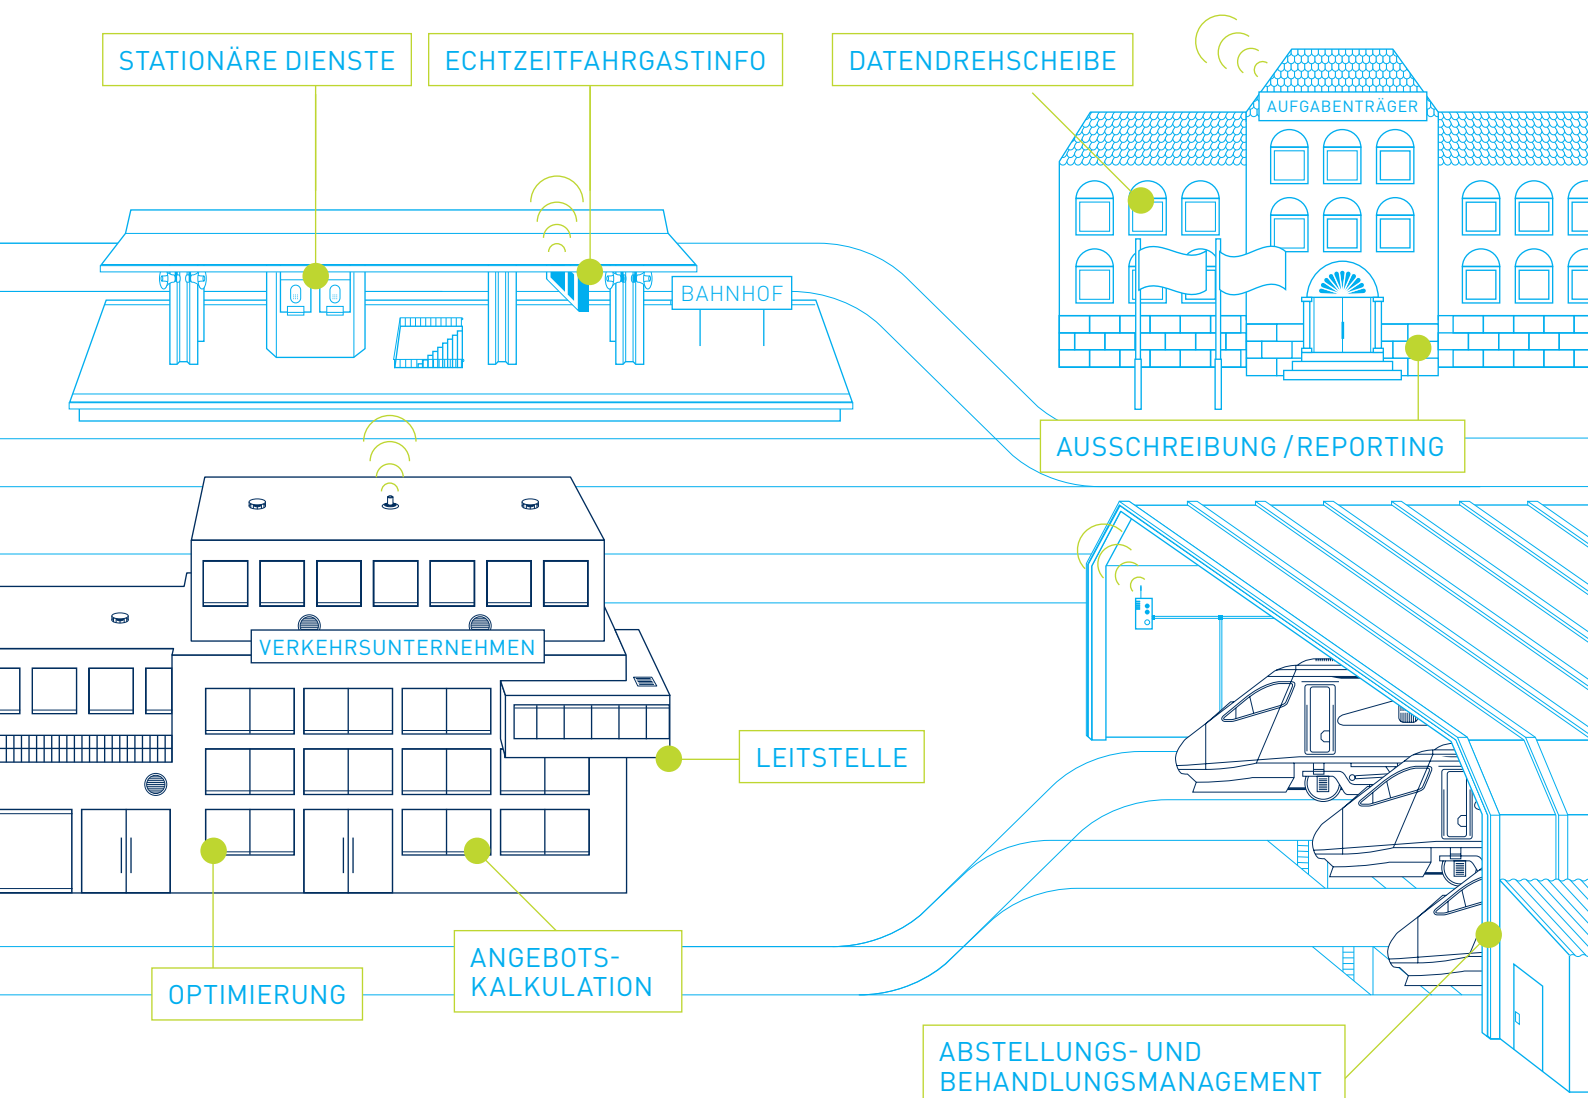 STATIONÄRE DIENSTE
ECHTZEITFAHRGASTINFO
DATENDREHSCHEIBE
AUFGABENTRÄGER
BAHNHOF
AUSSCHREIBUNG / REPORTING
VERKEHRSUNTERNEHMEN
LEITSTELLE
OPTIMIERUNG
ANGEBOTS-
KALKULATION
ABSTELLUNGS- UND
BEHANDLUNGSMANAGEMENT